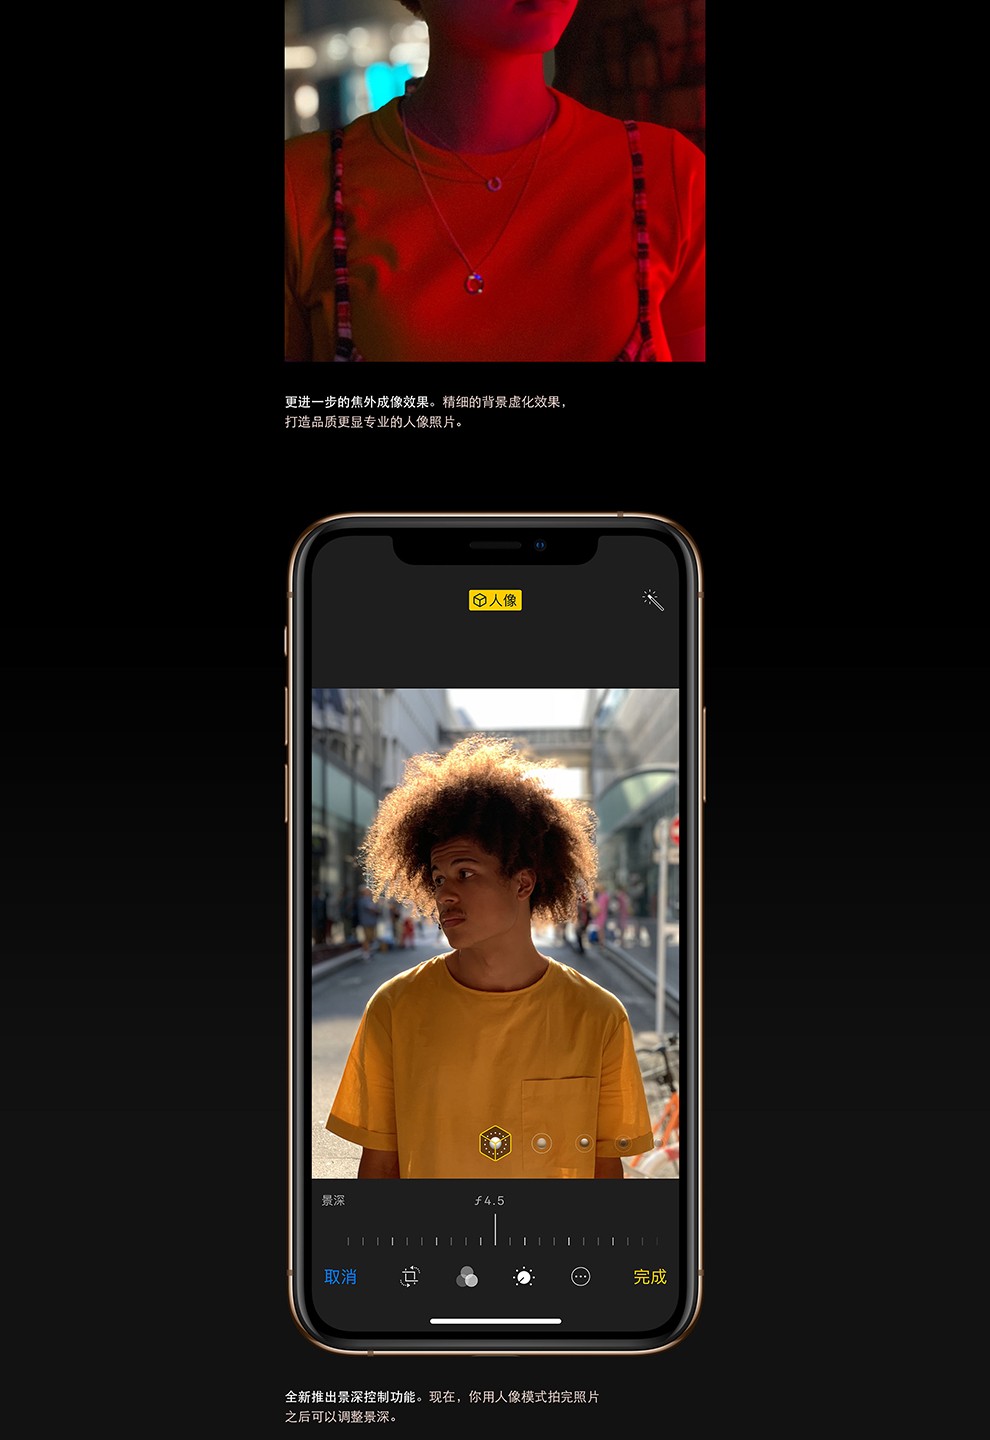 更进一步的焦外成像效果。精细的背景虚化效果，
打造品质更显专业的人像照片。
人像
景深
ƒ4.5
取消
完成
全新推出景深控制功能。现在，你用人像模式拍完照片
之后可以调整景深。